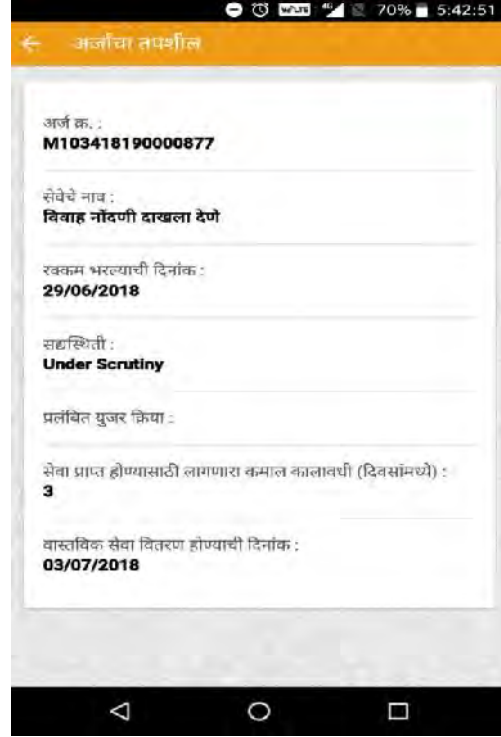 70% 5:42:51
अर्जाचा तपशील
अर्ज क्र. :
M103418190000877
सेवेचे नाव :
विवाह नोंदणी दाखला देणे
रक्कम भरल्याची दिनांक :
29/06/2018
सद्यस्थिती :
Under Scrutiny
प्रलंबित युजर क्रिया :
सेवा प्राप्त होण्यासाठी लागणारा कमाल कालावधी (दिवसांमध्ये) :
3
वास्तविक सेवा वितरण होण्याची दिनांक :
03/07/2018